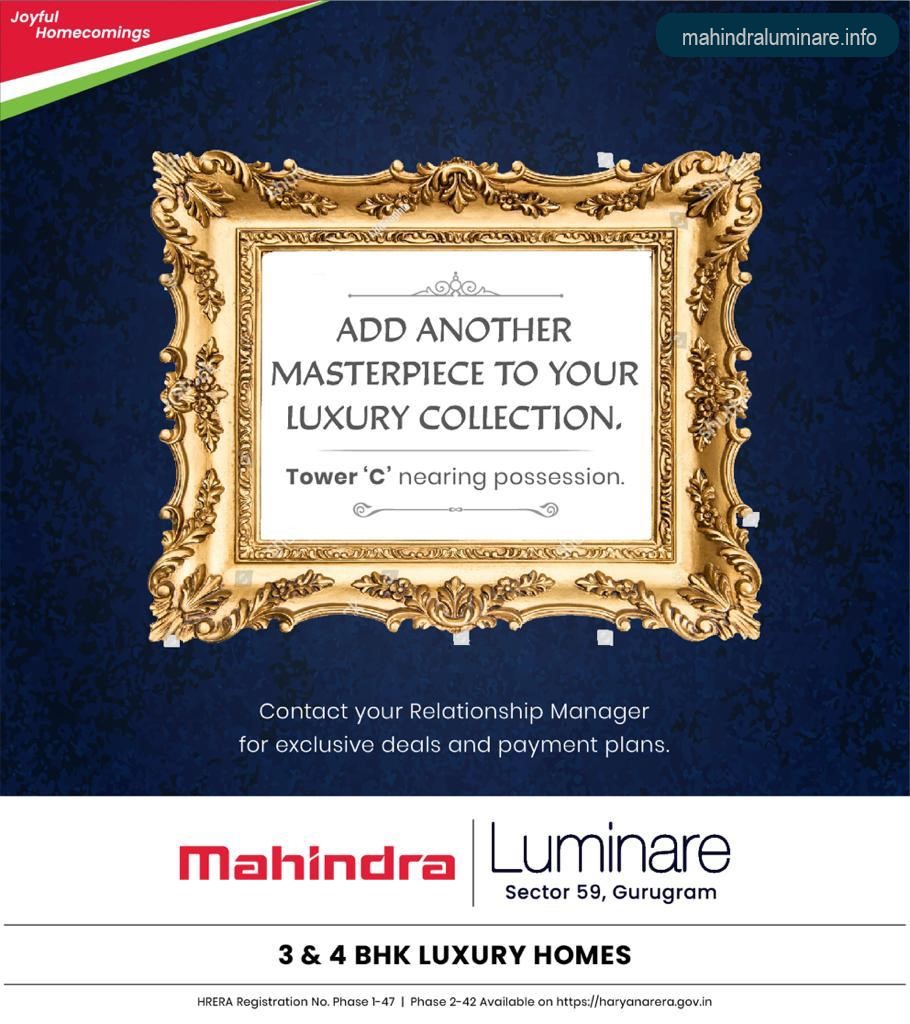 Joyful
Homecomings
mahindraluminare.info
ADD ANOTHER
MASTERPIECE TO YOUR
LUXURY COLLECTION.
Tower ‘C’ nearing possession.
Contact your Relationship Manager
for exclusive deals and payment plans.
Mahindra
Luminare
Sector 59, Gurugram
3 & 4 BHK LUXURY HOMES
HRERA Registration No. Phase 1-47 | Phase 2-42 Available on https://haryanarera.gov.in